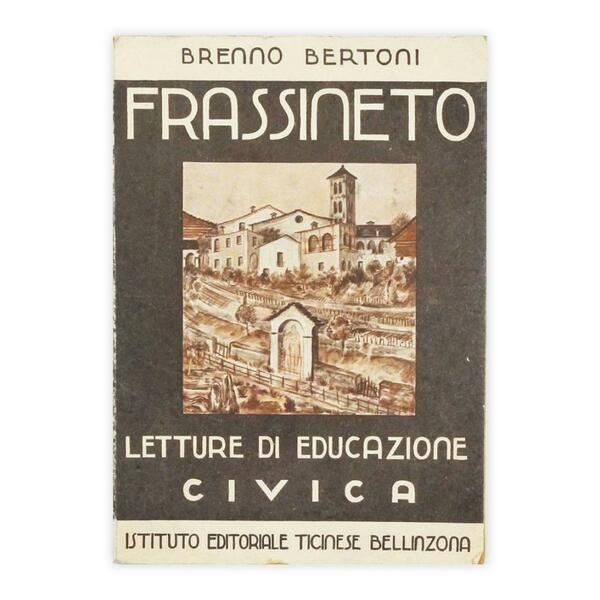 BRENNO BERTONI
FRASSINETO
LETTURE DI EDUCAZIONE
CIVICA
ISTITUTO EDITORIALE TICINESE BELLINZONA